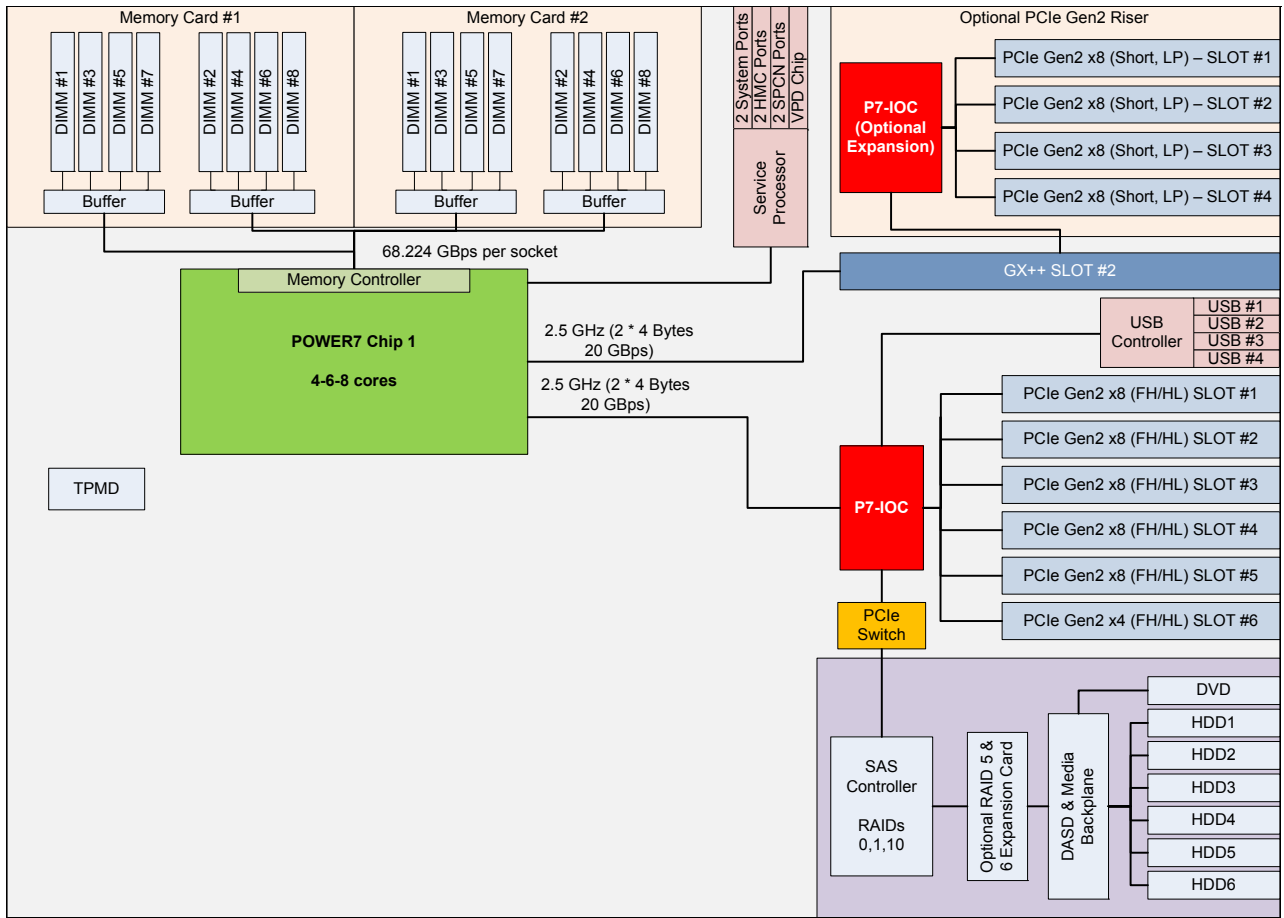 Memory Card #1
Memory Card #2
DIMM #1
DIMM #3
DIMM #5
DIMM #7
DIMM #2
DIMM #4
DIMM #6
DIMM #8
DIMM #1
DIMM #3
DIMM #5
DIMM #7
DIMM #2
DIMM #4
DIMM #6
DIMM #8
Buffer
Buffer
Buffer
Buffer
2 System Ports
2 HMC Ports
2 SPCN Ports
VPD Chip
Service
Processor
Optional PCIe Gen2 Riser
P7-IOC
(Optional
Expansion)
PCIe Gen2 x8 (Short, LP) – SLOT #1
PCIe Gen2 x8 (Short, LP) – SLOT #2
PCIe Gen2 x8 (Short, LP) – SLOT #3
PCIe Gen2 x8 (Short, LP) – SLOT #4
68.224 GBps per socket
Memory Controller
POWER7 Chip 1
4-6-8 cores
GX++ SLOT #2
2.5 GHz (2 * 4 Bytes
20 GBps)
2.5 GHz (2 * 4 Bytes
20 GBps)
USB
Controller
USB #1
USB #2
USB #3
USB #4
TPMD
P7-IOC
PCIe Gen2 x8 (FH/HL) SLOT #1
PCIe Gen2 x8 (FH/HL) SLOT #2
PCIe Gen2 x8 (FH/HL) SLOT #3
PCIe Gen2 x8 (FH/HL) SLOT #4
PCIe Gen2 x8 (FH/HL) SLOT #5
PCIe Gen2 x4 (FH/HL) SLOT #6
PCIe
Switch
SAS
Controller
RAIDs
0,1,10
Optional RAID 5 &
6 Expansion Card
DASD & Media
Backplane
DVD
HDD1
HDD2
HDD3
HDD4
HDD5
HDD6